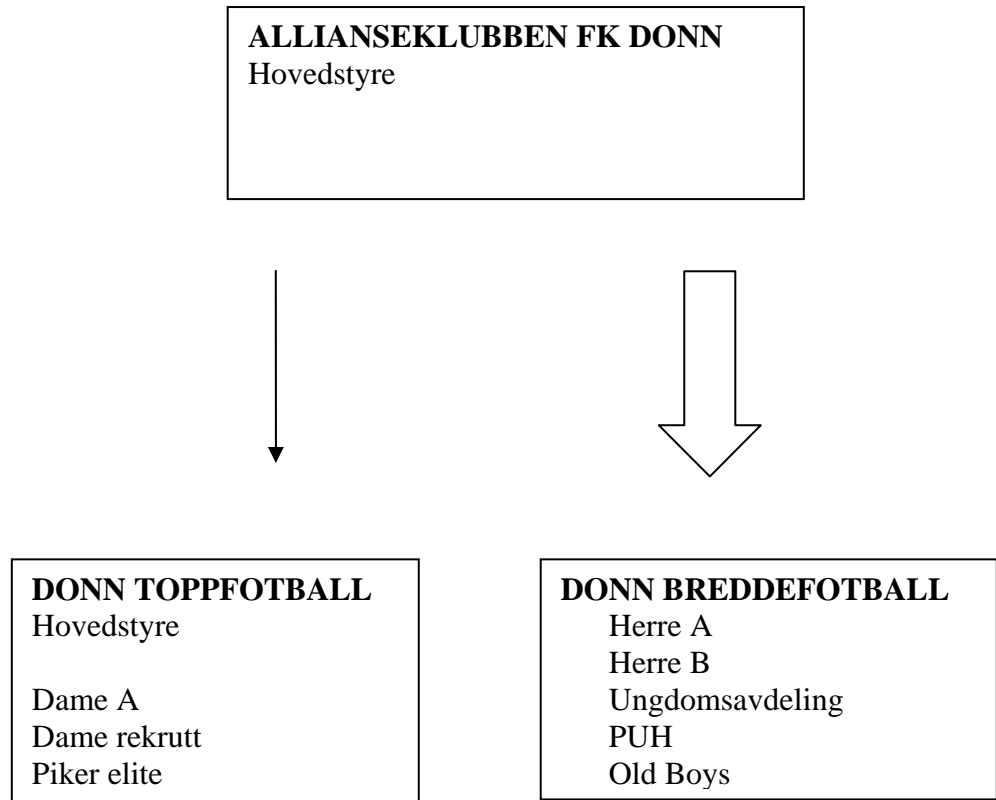 ALLIANSEKLUBBEN FK DONN
Hovedstyre
DONN TOPPFOTBALL
Hovedstyre
Dame A
Dame rekrutt
Piker elite
DONN BREDDEFOTBALL
Herre A
Herre B
Ungdomsavdeling
PUH
Old Boys